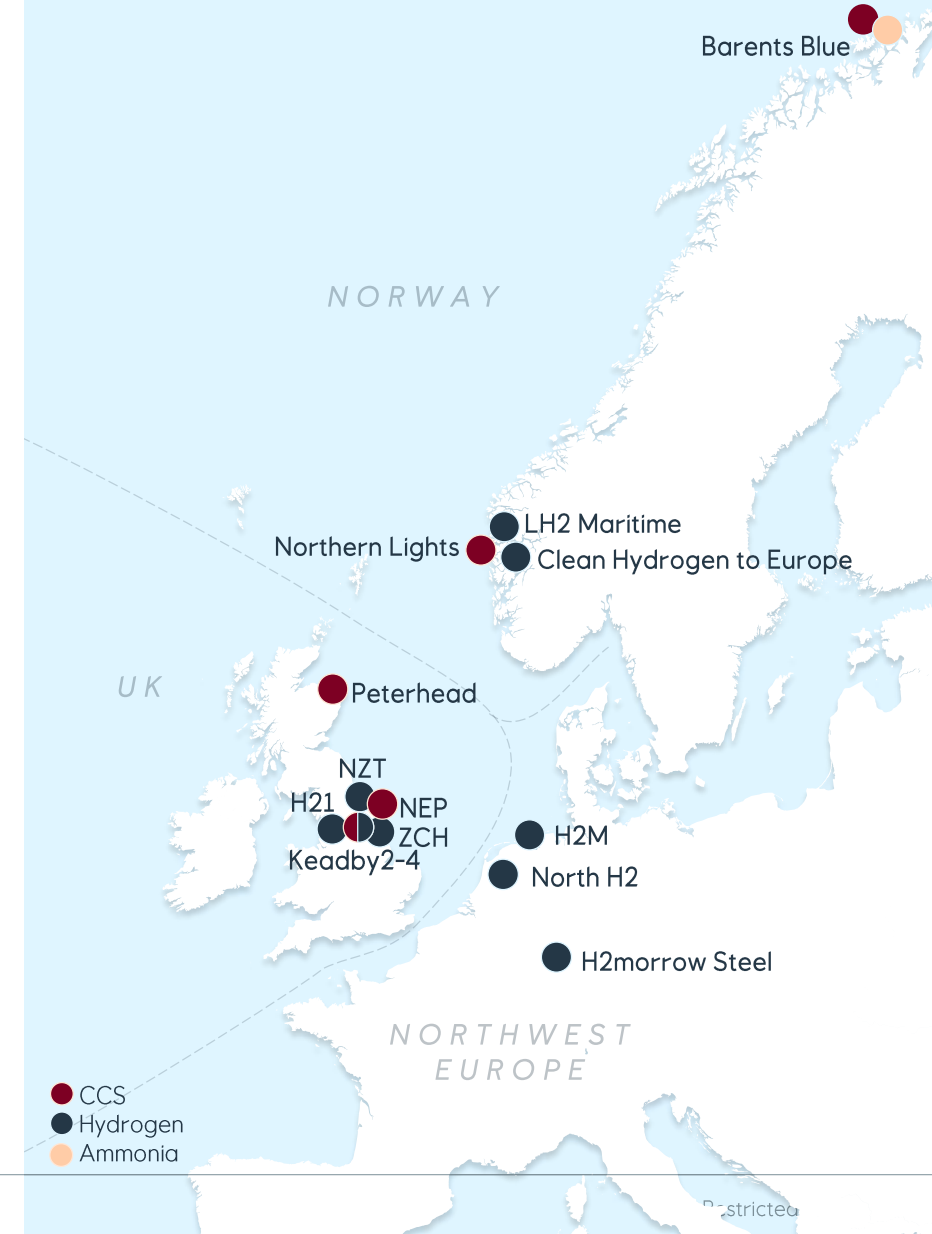 Barents Blue
NORWAY
LH2 Maritime
Northern Lights
Clean Hydrogen to Europe
UK
Peterhead
NZT
H21
NEP
ZCH
Keadby2-4
H2M
North H2
H2morrow Steel
NORTHWEST
EUROPE
CCS
Hydrogen
Ammonia
Restricted